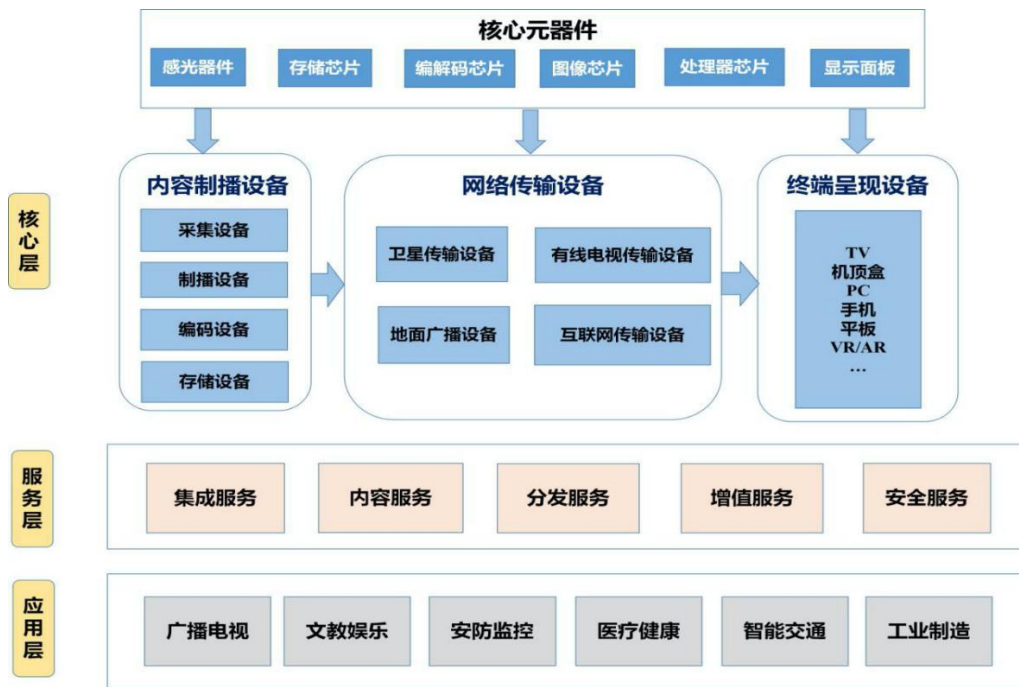 核心元器件
感光器件
存储芯片
编解码芯片
图像芯片
处理器芯片
显示面板
核心层
内容制播设备
采集设备
制播设备
编码设备
存储设备
网络传输设备
卫星传输设备
有线电视传输设备
地面广播设备
互联网传输设备
终端呈现设备
TV
机顶盒
PC
手机
平板
VR/AR
...
服务层
集成服务
内容服务
分发服务
增值服务
安全服务
应用层
广播电视
文教娱乐
安防监控
医疗健康
智能交通
工业制造